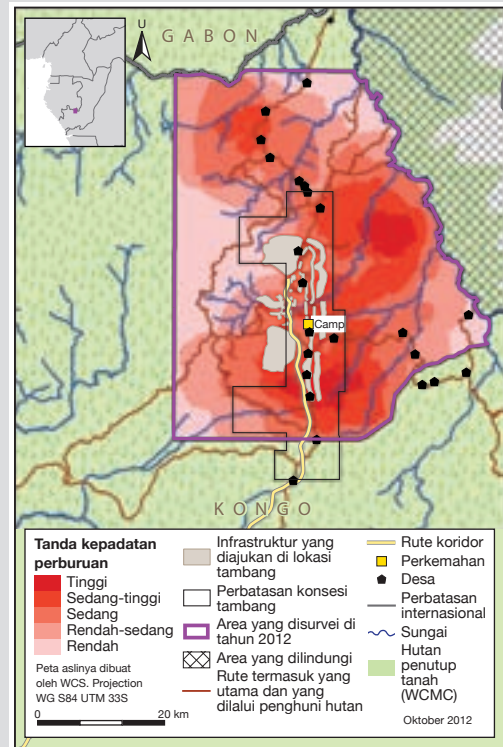 U
GABON
Camp
KONGO
Tanda kepadatan
perburuan
Tinggi
Sedang-tinggi
Sedang
Rendah-sedang
Rendah
Peta aslinya dibuat
oleh WCS. Projection
WG S84 UTM 33S
0 20 km
Infrastruktur yang
diajukan di lokasi
tambang
Perbatasan konsesi
tambang
Area yang disurvei di
tahun 2012
Area yang dilindungi
Rute termasuk yang
utama dan yang
dilalui penghuni hutan
Rute koridor
Perkemahan
Desa
Perbatasan
internasional
Sungai
Hutan
penutup
tanah
(WCMC)
Oktober 2012